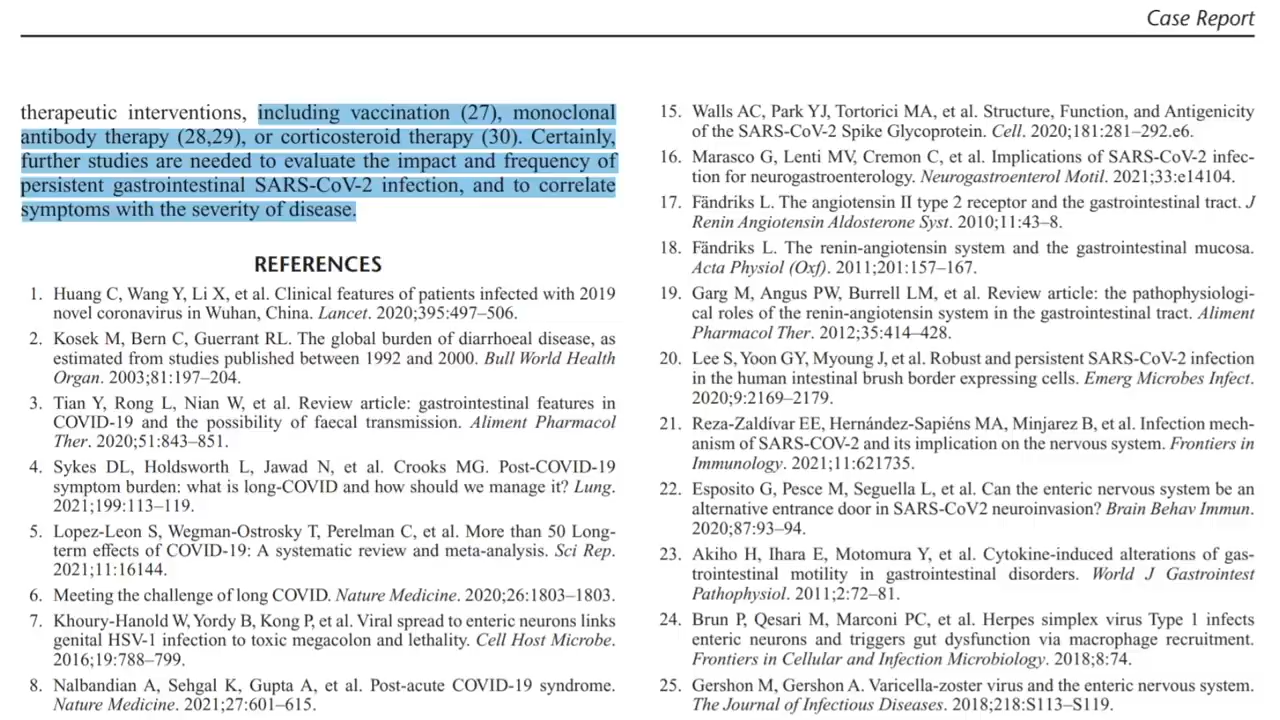 Case Report
therapeutic interventions, including vaccination (27), monoclonal
antibody therapy (28,29), or corticosteroid therapy (30). Certainly,
further studies are needed to evaluate the impact and frequency of
persistent gastrointestinal SARS-CoV-2 infection, and to correlate
symptoms with the severity of disease.
REFERENCES
1. Huang C, Wang Y, Li X, et al. Clinical features of patients infected with 2019
novel coronavirus in Wuhan, China. Lancet. 2020;395:497–506.
2. Kosek M, Bern C, Guerrant RL. The global burden of diarrhoeal disease, as
estimated from studies published between 1992 and 2000. Bull World Health
Organ. 2003;81:197–204.
3. Tian Y, Rong L, Nian W, et al. Review article: gastrointestinal features in
COVID-19 and the possibility of faecal transmission. Aliment Pharmacol
Ther. 2020;51:843–851.
4. Sykes DL, Holdsworth L, Jawad N, et al. Crooks MG. Post-COVID-19
symptom burden: what is long-COVID and how should we manage it? Lung.
2021;199:113–119.
5. Lopez-Leon S, Wegman-Ostrosky T, Perelman C, et al. More than 50 Long-
term effects of COVID-19: A systematic review and meta-analysis. Sci Rep.
2021;11:16144.
6. Meeting the challenge of long COVID. Nature Medicine. 2020;26:1803–1803.
7. Khoury-Hanold W, Yordy B, Kong P, et al. Viral spread to enteric neurons links
genital HSV-1 infection to toxic megacolon and lethality. Cell Host Microbe.
2016;19:788–799.
8. Nalbandian A, Sehgal K, Gupta A, et al. Post-acute COVID-19 syndrome.
Nature Medicine. 2021;27:601–615.
15. Walls AC, Park YJ, Tortorici MA, et al. Structure, Function, and Antigenicity
of the SARS-CoV-2 Spike Glycoprotein. Cell. 2020;181:281–292.e6.
16. Marasco G, Lenti MV, Cremon C, et al. Implications of SARS-CoV-2 infec-
tion for neurogastroenterology. Neurogastroenterol Motil. 2021;33:e14104.
17. Fändriks L. The angiotensin II type 2 receptor and the gastrointestinal tract. J
Renin Angiotensin Aldosterone Syst. 2010;11:43–8.
18. Fändriks L. The renin-angiotensin system and the gastrointestinal mucosa.
Acta Physiol (Oxf). 2011;201:157–167.
19. Garg M, Angus PW, Burrell LM, et al. Review article: the pathophysiologi-
cal roles of the renin-angiotensin system in the gastrointestinal tract. Aliment
Pharmacol Ther. 2012;35:414–428.
20. Lee S, Yoon GY, Myoung J, et al. Robust and persistent SARS-CoV-2 infection
in the human intestinal brush border expressing cells. Emerg Microbes Infect.
2020;9:2169–2179.
21. Reza-Zaldívar EE, Hernández-Sapiéns MA, Minjarez B, et al. Infection mech-
anism of SARS-COV-2 and its implication on the nervous system. Frontiers in
Immunology. 2021;11:621735.
22. Esposito G, Pesce M, Seguella L, et al. Can the enteric nervous system be an
alternative entrance door in SARS-CoV2 neuroinvasion? Brain Behav Immun.
2020;87:93–94.
23. Akiho H, Ihara E, Motomura Y, et al. Cytokine-induced alterations of gas-
trointestinal motility in gastrointestinal disorders. World J Gastrointest
Pathophysiol. 2011;2:72–81.
24. Brun P, Qesari M, Marconi PC, et al. Herpes simplex virus Type 1 infects
enteric neurons and triggers gut dysfunction via macrophage recruitment.
Frontiers in Cellular and Infection Microbiology. 2018;8:74.
25. Gershon M, Gershon A. Varicella-zoster virus and the enteric nervous system.
The Journal of Infectious Diseases. 2018;218:S113–S119.